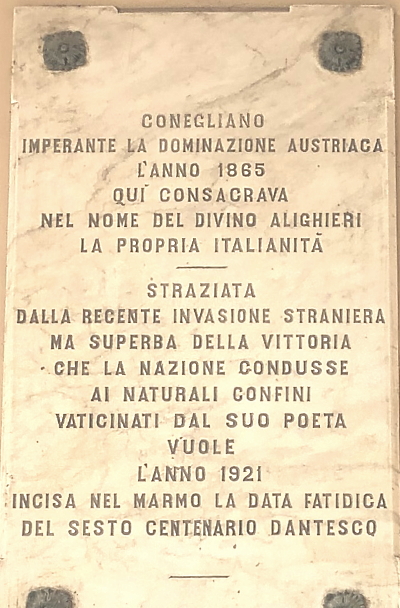 CONEGLIANO
IMPERANTE LA DOMINAZIONE AUSTRIACA
L'ANNO 1865
QUÍ CONSACRAVA
NEL NOME DEL DIVINO ALIGHIERI
LA PROPRIA ITALIANITÀ
STRAZIATA
DALLA RECENTE INVASIONE STRANIERA
MA SUPERBA DELLA VITTORIA
CHE LA NAZIONE CONDUSSE
AI NATURALI CONFINI
VATICINATI DAL SUO POETA
VUOLE
L'ANNO 1921
INCISA NEL MARMO LA DATA FATIDICA
DEL SESTO CENTENARIO DANTESCO